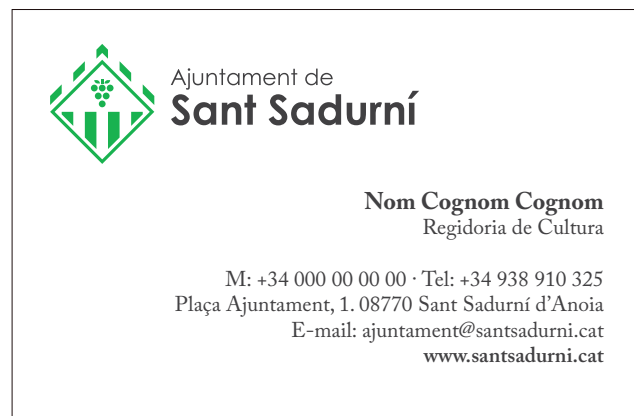 Ajuntament de
Sant Sadurní
Nom Cognom Cognom
Regidoria de Cultura
M: +34 000 00 00 00 · Tel: +34 938 910 325
Plaça Ajuntament, 1. 08770 Sant Sadurní d’Anoia
E-mail: ajuntament@santsadurni.cat
www.santsadurni.cat